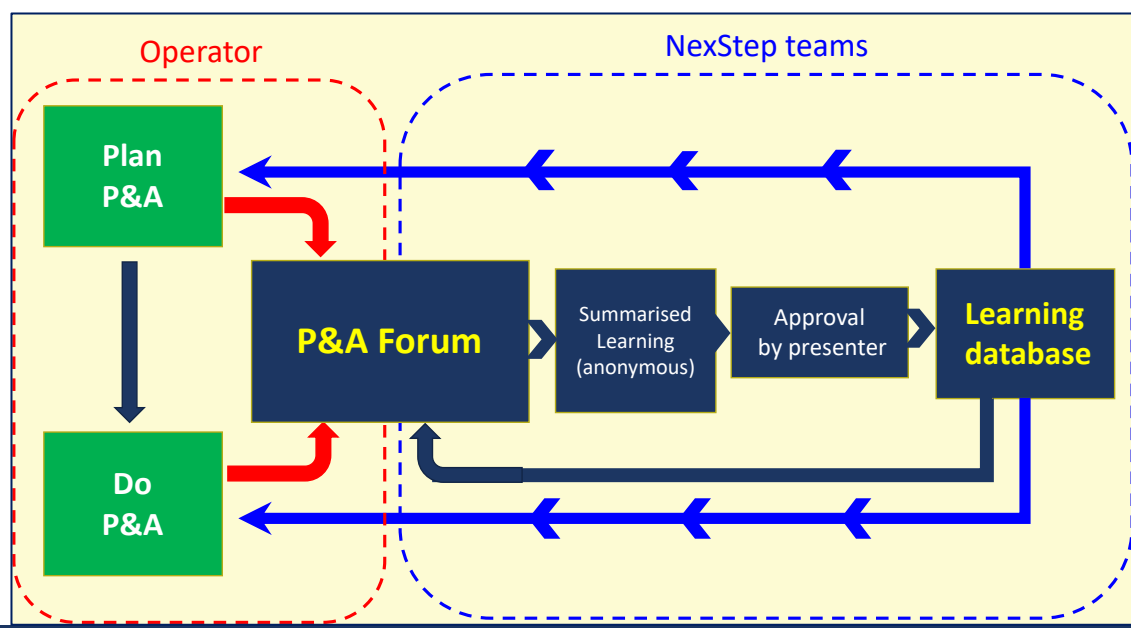 Operator
NexStep teams
Plan
P&A
P&A Forum
Summarised
Learning
(anonymous)
Approval
by presenter
Learning
database
Do
P&A